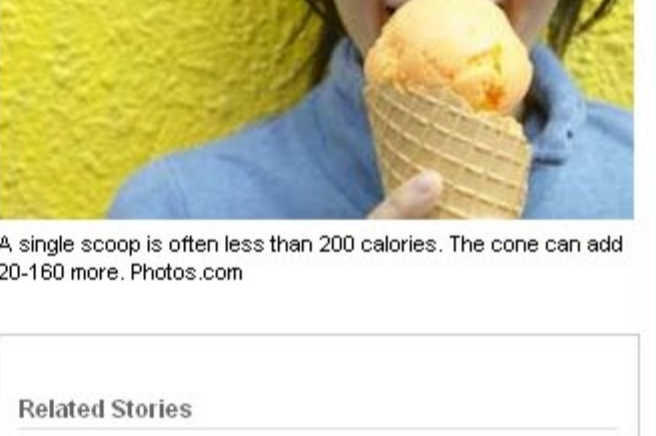 A single scoop is often less than 200 calories. The cone can add
20-160 more. Photos.com
Related Stories